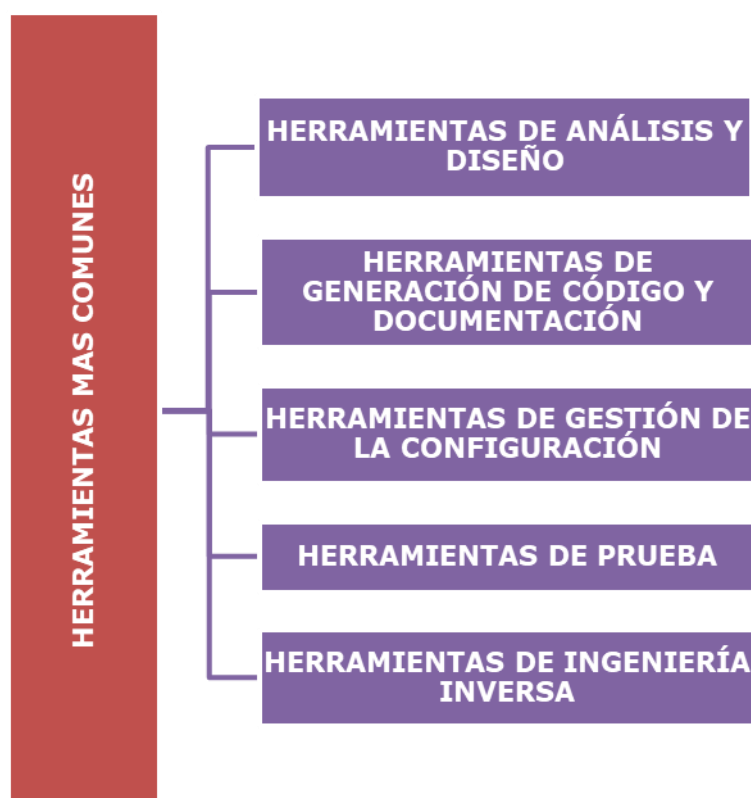 HERRAMIENTAS MAS COMUNES
HERRAMIENTAS DE ANÁLISIS Y
DISEÑO
HERRAMIENTAS DE
GENERACIÓN DE CÓDIGO Y
DOCUMENTACIÓN
HERRAMIENTAS DE GESTIÓN DE
LA CONFIGURACIÓN
HERRAMIENTAS DE PRUEBA
HERRAMIENTAS DE INGENIERÍA
INVERSA